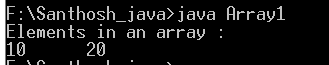 F:\Santhosh_java>java Array1
Elements in an array :
10 20